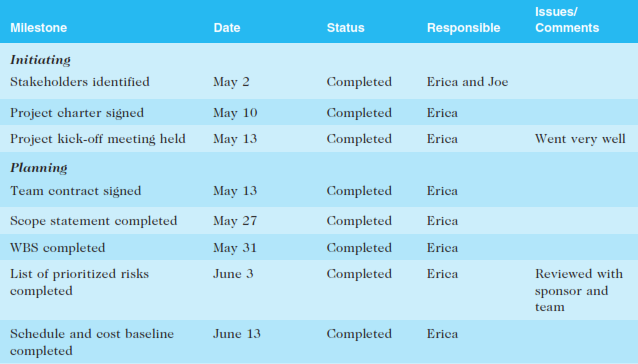 Milestone Date Status Responsible Issues/
Comments
Initiating
Stakeholders identified May 2 Completed Erica and Joe
Project charter signed May 10 Completed Erica
Project kick-off meeting held May 13 Completed Erica Went very well
Planning
Team contract signed May 13 Completed Erica
Scope statement completed May 27 Completed Erica
WBS completed May 31 Completed Erica
List of prioritized risks June 3 Completed Erica Reviewed with
completed sponsor and
team
Schedule and cost baseline June 13 Completed Erica
completed